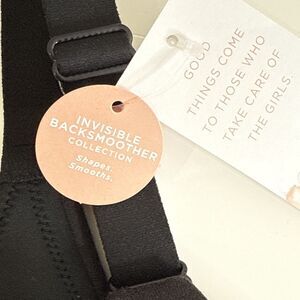 GOOD
THINGS COME
TO THOSE WHO
TAKE CARE OF
THE GIRLS.
INVISIBLE
BACKSMOOTHER
COLLECTION
Shapes.
Smooths.